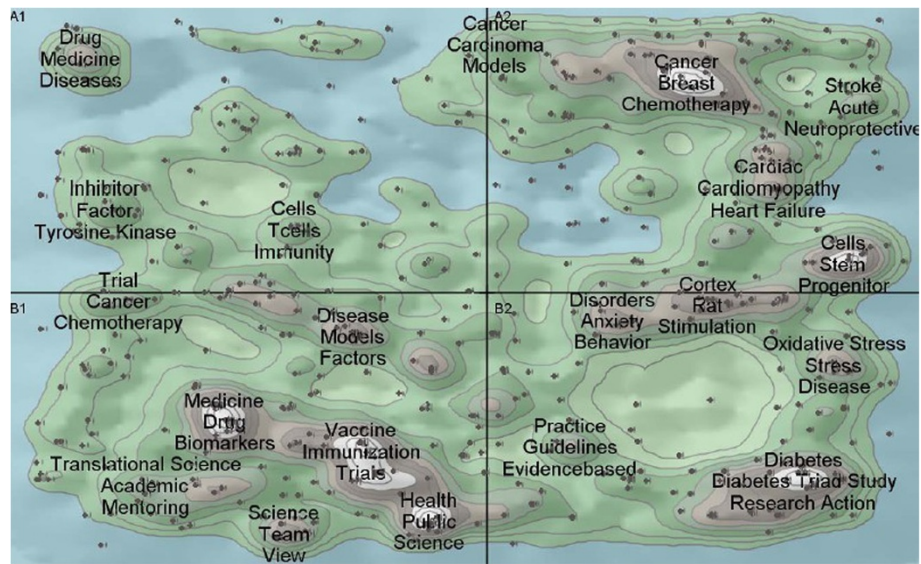 A1
Drug
Medicine
Diseases
Inhibitor
Factor
Tyrosine Kinase
Cells
Tcells
Immunity
A2
Cancer
Carcinoma
Models
Cancer
Breast
Chemotherapy
Stroke
Acute
Neuroprotective
Cardiac
Cardiomyopathy
Heart Failure
Cells
Stem
Progenitor
B1
Trial
Cancer
Chemotherapy
Disease
Models
Factors
Medicine
Drug
Biomarkers
Vaccine
Immunization
Trials
Translational Science
Academic
Mentoring
Science
Team
View
Health
Public
Science
B2
Disorders
Anxiety
Behavior
Cortex
Rat
Stimulation
Oxidative Stress
Stress
Disease
Practice
Guidelines
Evidencebased
Diabetes
Diabetes Triad Study
Research Action